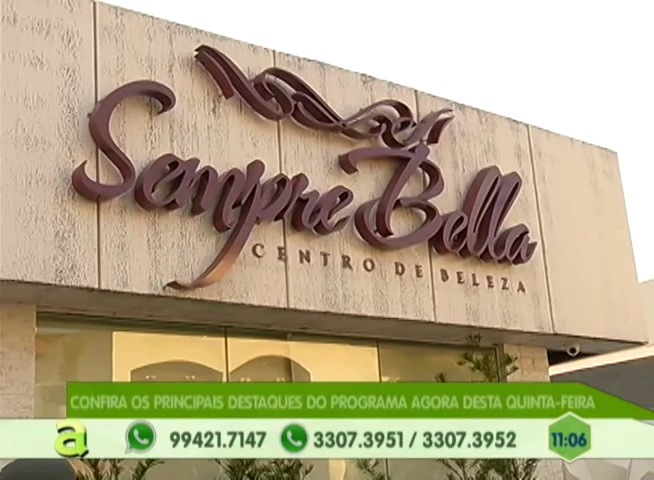 Sempre Bella
CENTRO DE BELEZA
CONFIRA OS PRINCIPAIS DESTAQUES DO PROGRAMA AGORA DESTA QUINTA-FEIRA
a 99421.7147 3307.3951 / 3307.3952 11:06